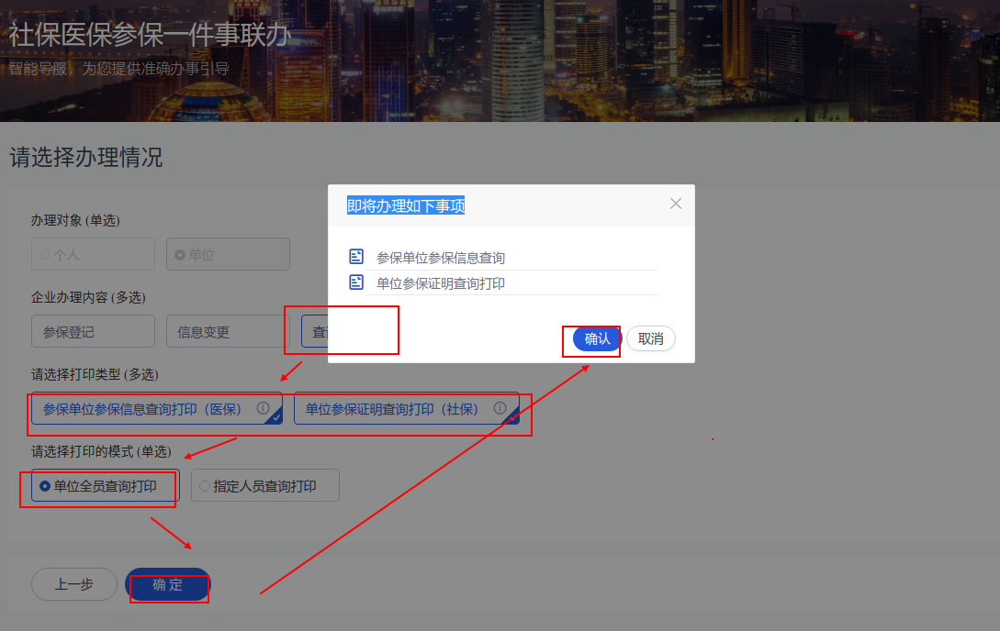 社保医保参保一件事联办
智能导服，为您提供准确办事引导
请选择办理情况
办理对象 (单选)
个人
单位
企业办理内容 (多选)
参保登记
信息变更
请选择打印类型 (多选)
参保单位参保信息查询打印（医保）
单位参保证明查询打印（社保）
请选择打印的模式 (单选)
单位全员查询打印
指定人员查询打印
上一步
确 定
即将办理如下事项
参保单位参保信息查询
单位参保证明查询打印
确认
取消